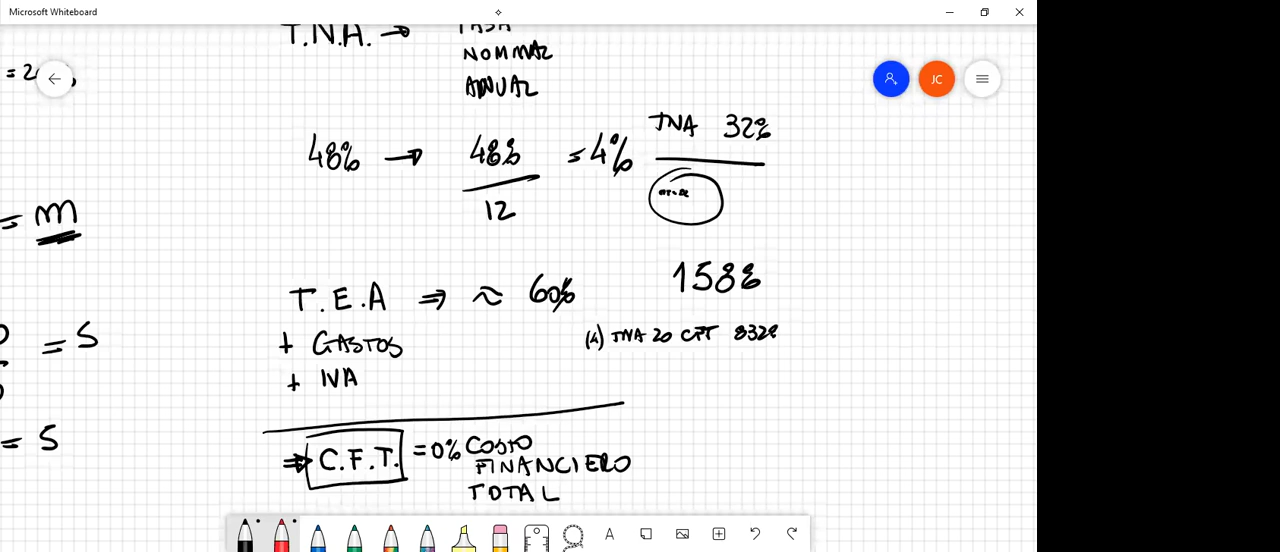 Microsoft Whiteboard
T.N.A. → TASA
NOMINAL
ANUAL
JC
TNA 32%
48% → 48% = 4%
12
= m
158%
T.E.A ⇒ ≈ 60%
+ GASTOS
(A) TNA 20 CFT 832%
= S
+ IVA
= S
⇒ C.F.T. = 0% COSTO
FINANCIERO
TOTAL
A